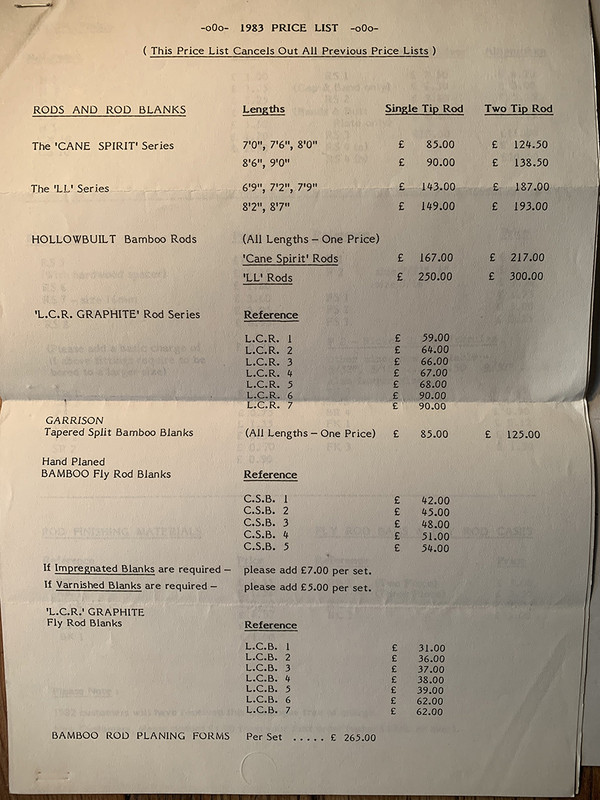 -oOo- 1983 PRICE LIST -oOo-
( This Price List Cancels Out All Previous Price Lists )
RODS AND ROD BLANKS Lengths Single Tip Rod Two Tip Rod
The 'CANE SPIRIT' Series 7'0", 7'6", 8'0" £ 85.00 £ 124.50
8'6", 9'0" £ 90.00 £ 138.50
The 'LL' Series 6'9", 7'2", 7'9" £ 143.00 £ 187.00
8'2", 8'7" £ 149.00 £ 193.00
HOLLOWBUILT Bamboo Rods (All Lengths – One Price)
'Cane Spirit' Rods £ 167.00 £ 217.00
'LL' Rods £ 250.00 £ 300.00
'L.C.R. GRAPHITE' Rod Series Reference
L.C.R. 1 £ 59.00
L.C.R. 2 £ 64.00
L.C.R. 3 £ 66.00
L.C.R. 4 £ 67.00
L.C.R. 5 £ 68.00
L.C.R. 6 £ 90.00
L.C.R. 7 £ 90.00
GARRISON
Tapered Split Bamboo Blanks (All Lengths – One Price) £ 85.00 £ 125.00
Hand Planed
BAMBOO Fly Rod Blanks Reference
C.S.B. 1 £ 42.00
C.S.B. 2 £ 45.00
C.S.B. 3 £ 48.00
C.S.B. 4 £ 51.00
C.S.B. 5 £ 54.00
If Impregnated Blanks are required – please add £7.00 per set.
If Varnished Blanks are required – please add £5.00 per set.
'L.C.R.' GRAPHITE
Fly Rod Blanks Reference
L.C.B. 1 £ 31.00
L.C.B. 2 £ 36.00
L.C.B. 3 £ 37.00
L.C.B. 4 £ 38.00
L.C.B. 5 £ 39.00
L.C.B. 6 £ 62.00
L.C.B. 7 £ 62.00
BAMBOO ROD PLANING FORMS Per Set ..... £ 265.00